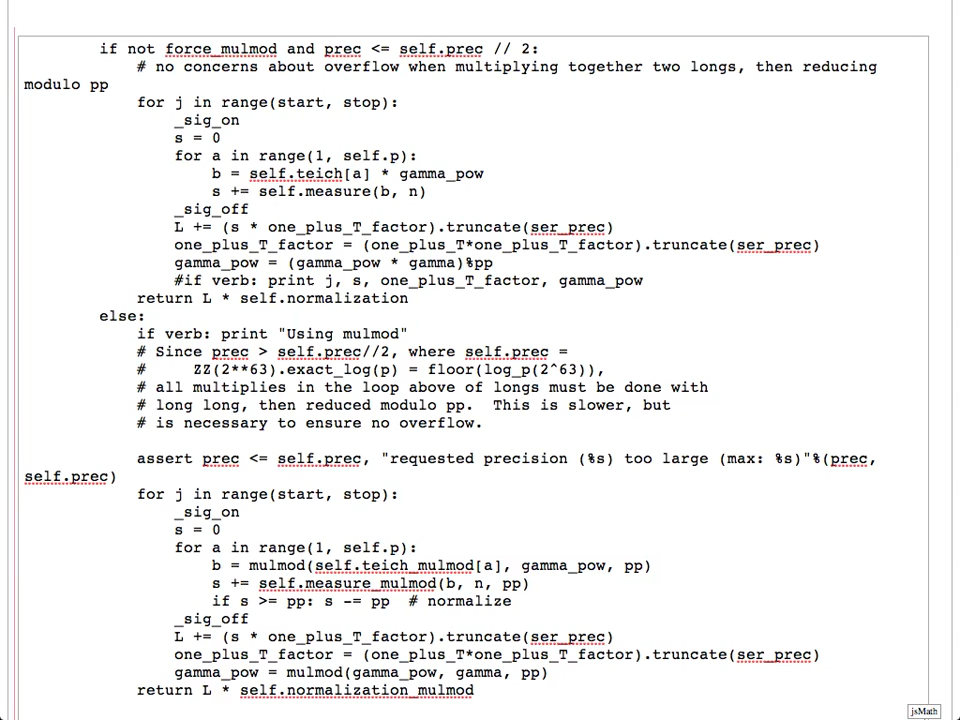 if not force_mulmod and prec <= self.prec // 2:
# no concerns about overflow when multiplying together two longs, then reducing
modulo pp
for j in range(start, stop):
_sig_on
s = 0
for a in range(1, self.p):
b = self.teich[a] * gamma_pow
s += self.measure(b, n)
_sig_off
L += (s * one_plus_T_factor).truncate(ser_prec)
one_plus_T_factor = (one_plus_T*one_plus_T_factor).truncate(ser_prec)
gamma_pow = (gamma_pow * gamma)%pp
#if verb: print j, s, one_plus_T_factor, gamma_pow
return L * self.normalization
else:
if verb: print "Using mulmod"
# Since prec > self.prec//2, where self.prec =
#     ZZ(2**63).exact_log(p) = floor(log_p(2^63)),
# all multiplies in the loop above of longs must be done with
# long long, then reduced modulo pp.  This is slower, but
# is necessary to ensure no overflow.
assert prec <= self.prec, "requested precision (%s) too large (max: %s)"%(prec,
self.prec)
for j in range(start, stop):
_sig_on
s = 0
for a in range(1, self.p):
b = mulmod(self.teich_mulmod[a], gamma_pow, pp)
s += self.measure_mulmod(b, n, pp)
if s >= pp: s -= pp  # normalize
_sig_off
L += (s * one_plus_T_factor).truncate(ser_prec)
one_plus_T_factor = (one_plus_T*one_plus_T_factor).truncate(ser_prec)
gamma_pow = mulmod(gamma_pow, gamma, pp)
return L * self.normalization_mulmod
jsMath